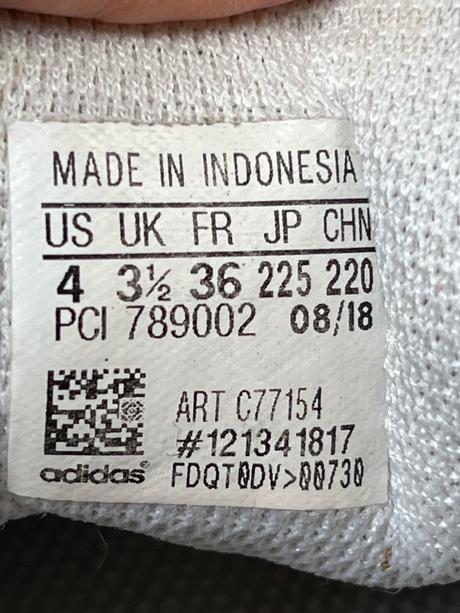 MADE IN INDONESIA
US UK FR JP CHN
4 3½ 36 225 220
PCI 789002 08/18
ART C77154
#121341817
adidas® FDQT0DV>00730